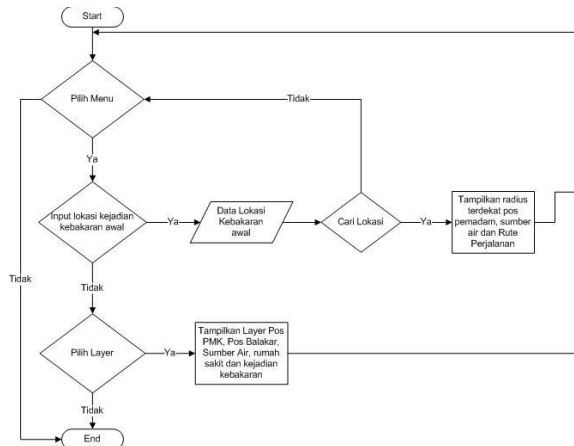 Start
Pilih Menu
Tidak
Ya
Input lokasi kejadian
kebakaran awal
Ya
Data Lokasi
Kebakaran
awal
Cari Lokasi
Ya
Tampilkan radius
terdekat pos
pemadam, sumber
air dan Rute
Perjalanan
Tidak
Tidak
Pilih Layer
Ya
Tampilkan Layer Pos
PMK, Pos Balakar,
Sumber Air, rumah
sakit dan kejadian
kebakaran
Tidak
End